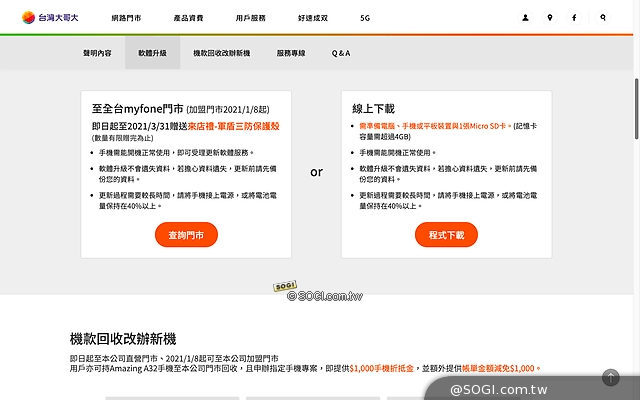 台灣大哥大
網路門市
產品資費
用戶服務
好速成双
5G
聲明內容
軟體升級
機款回收改辦新機
服務專線
Q & A
至全台myfone門市 (加盟門市2021/1/8起)
即日起至2021/3/31贈送來店禮-軍盾三防保護殼
(數量有限贈完為止)
• 手機需能開機正常使用，即可受理更新軟體服務。
• 軟體升級不會遺失資料，若擔心資料遺失，更新前請先備
份您的資料。
• 更新過程需要較長時間，請將手機接上電源，或將電池電
量保持在40%以上。
查詢門市
or
線上下載
• 需準備電腦、手機或平板裝置與1張Micro SD卡。(記憶卡
容量需超過4GB)
• 手機需能開機正常使用。
• 軟體升級不會遺失資料，若擔心資料遺失，更新前請先備
份您的資料。
• 更新過程需要較長時間，請將手機接上電源，或將電池電
量保持在40%以上。
程式下載
SOGI
© SOGI.com.tw
機款回收改辦新機
即日起至本公司直營門市、2021/1/8起可至本公司加盟門市
用戶亦可持Amazing A32手機至本公司門市回收，且申辦指定手機專案，即提供$1,000手機折抵金，並額外提供帳單金額減免$1,000。
@SOGI.com.tw